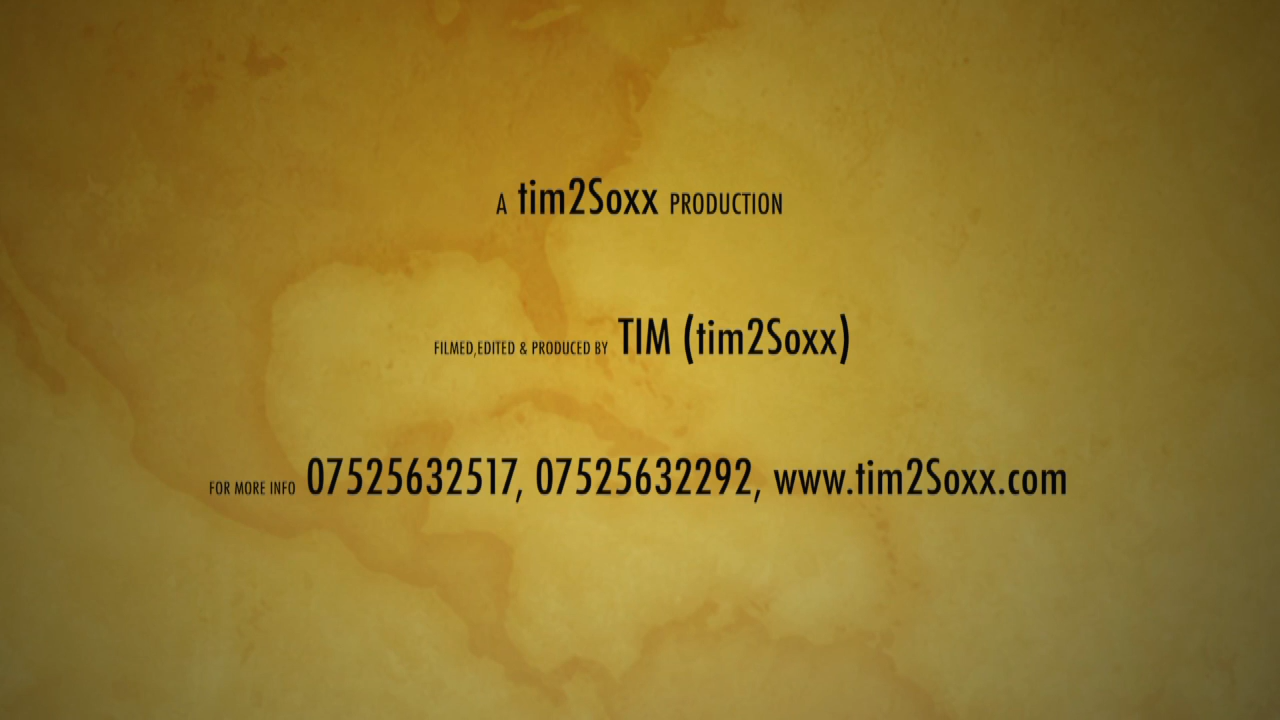 A tim2Soxx PRODUCTION
FILMED,EDITED & PRODUCED BY TIM (tim2Soxx)
FOR MORE INFO 07525632517, 07525632292, www.tim2Soxx.com